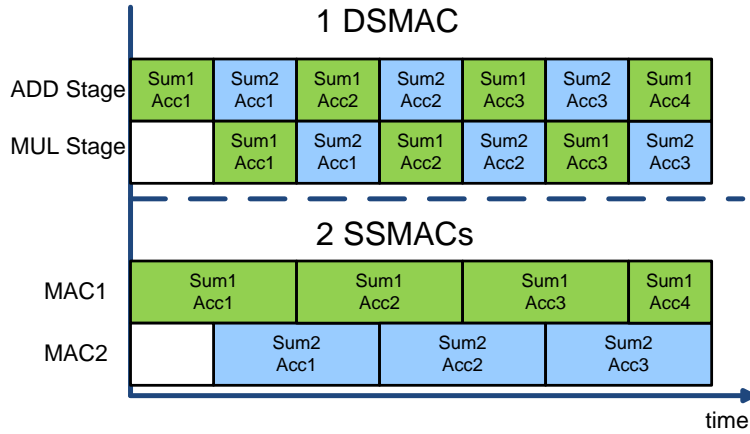 1 DSMAC
ADD Stage
Sum1 Sum2 Sum1 Sum2 Sum1 Sum2 Sum1
Acc1 Acc1 Acc2 Acc2 Acc3 Acc3 Acc4
MUL Stage
Sum1 Sum2 Sum1 Sum2 Sum1 Sum2
Acc1 Acc1 Acc2 Acc2 Acc3 Acc3
2 SSMACs
MAC1
Sum1 Sum1 Sum1 Sum1
Acc1 Acc2 Acc3 Acc4
MAC2
Sum2 Sum2 Sum2
Acc1 Acc2 Acc3
time